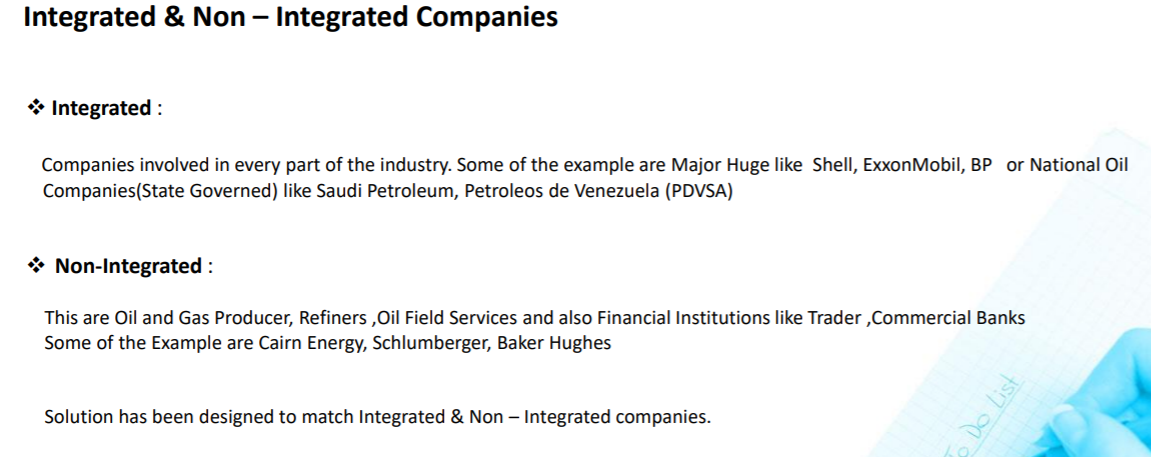 Integrated & Non – Integrated Companies
❖ Integrated :
Companies involved in every part of the industry. Some of the example are Major Huge like Shell, ExxonMobil, BP or National Oil
Companies(State Governed) like Saudi Petroleum, Petroleos de Venezuela (PDVSA)
❖ Non-Integrated :
This are Oil and Gas Producer, Refiners ,Oil Field Services and also Financial Institutions like Trader ,Commercial Banks
Some of the Example are Cairn Energy, Schlumberger, Baker Hughes
Solution has been designed to match Integrated & Non – Integrated companies.
To Do List